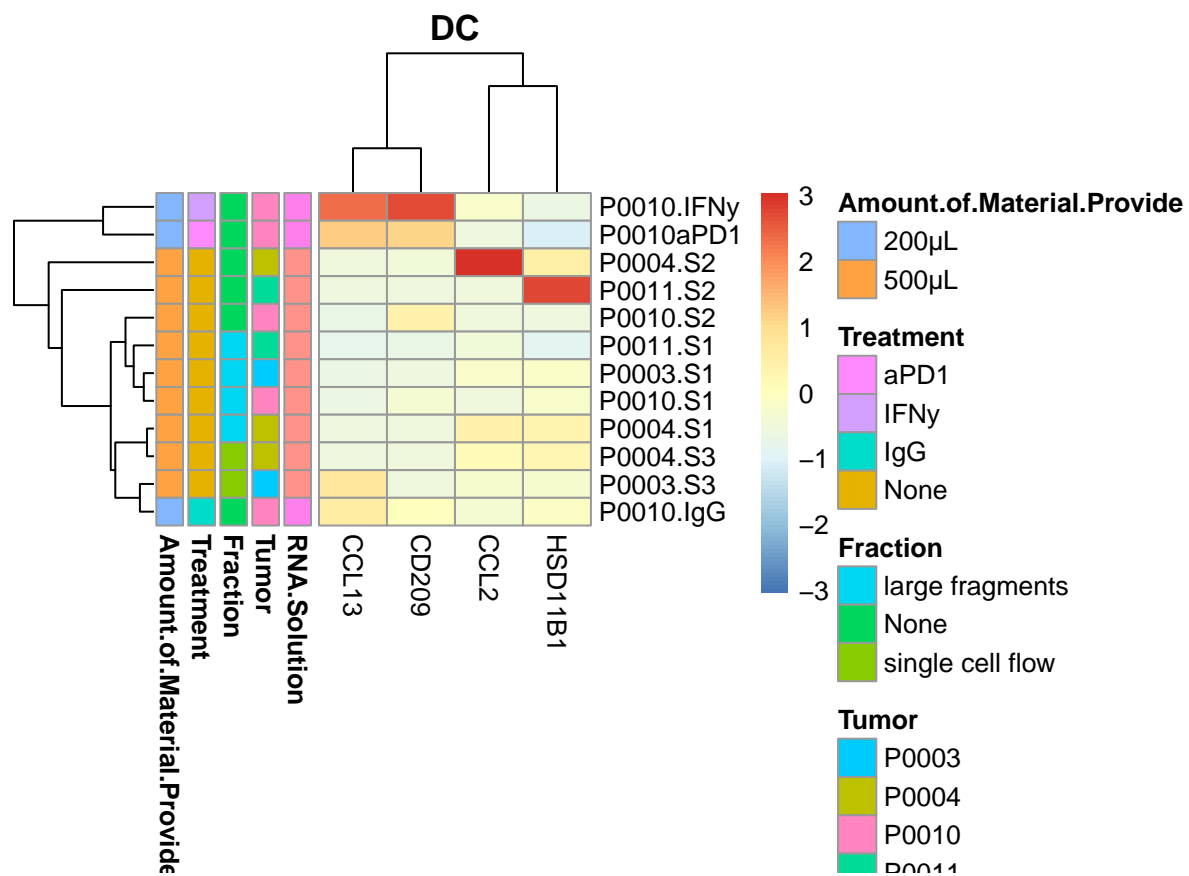 DC
P0010.IFNy
P0010aPD1
P0004.S2
P0011.S2
P0010.S2
P0011.S1
P0003.S1
P0010.S1
P0004.S1
P0004.S3
P0003.S3
P0010.IgG
Amount.of.Material.Provide
Treatment
Fraction
Tumor
RNA.Solution
CCL13
CD209
CCL2
HSD11B1
3
2
1
0
−1
−2
−3
Amount.of.Material.Provide
200µL
500µL
Treatment
aPD1
IFNy
IgG
None
Fraction
large fragments
None
single cell flow
Tumor
P0003
P0004
P0010
P0011